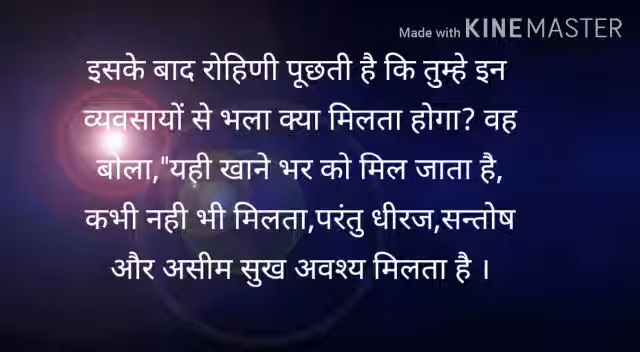 Made with KINEMASTER
इसके बाद रोहिणी पूछती है कि तुम्हे इन
व्यवसायों से भला क्या मिलता होगा? वह
बोला,"यही खाने भर को मिल जाता है,
कभी नही भी मिलता,परंतु धीरज,सन्तोष
और असीम सुख अवश्य मिलता है ।